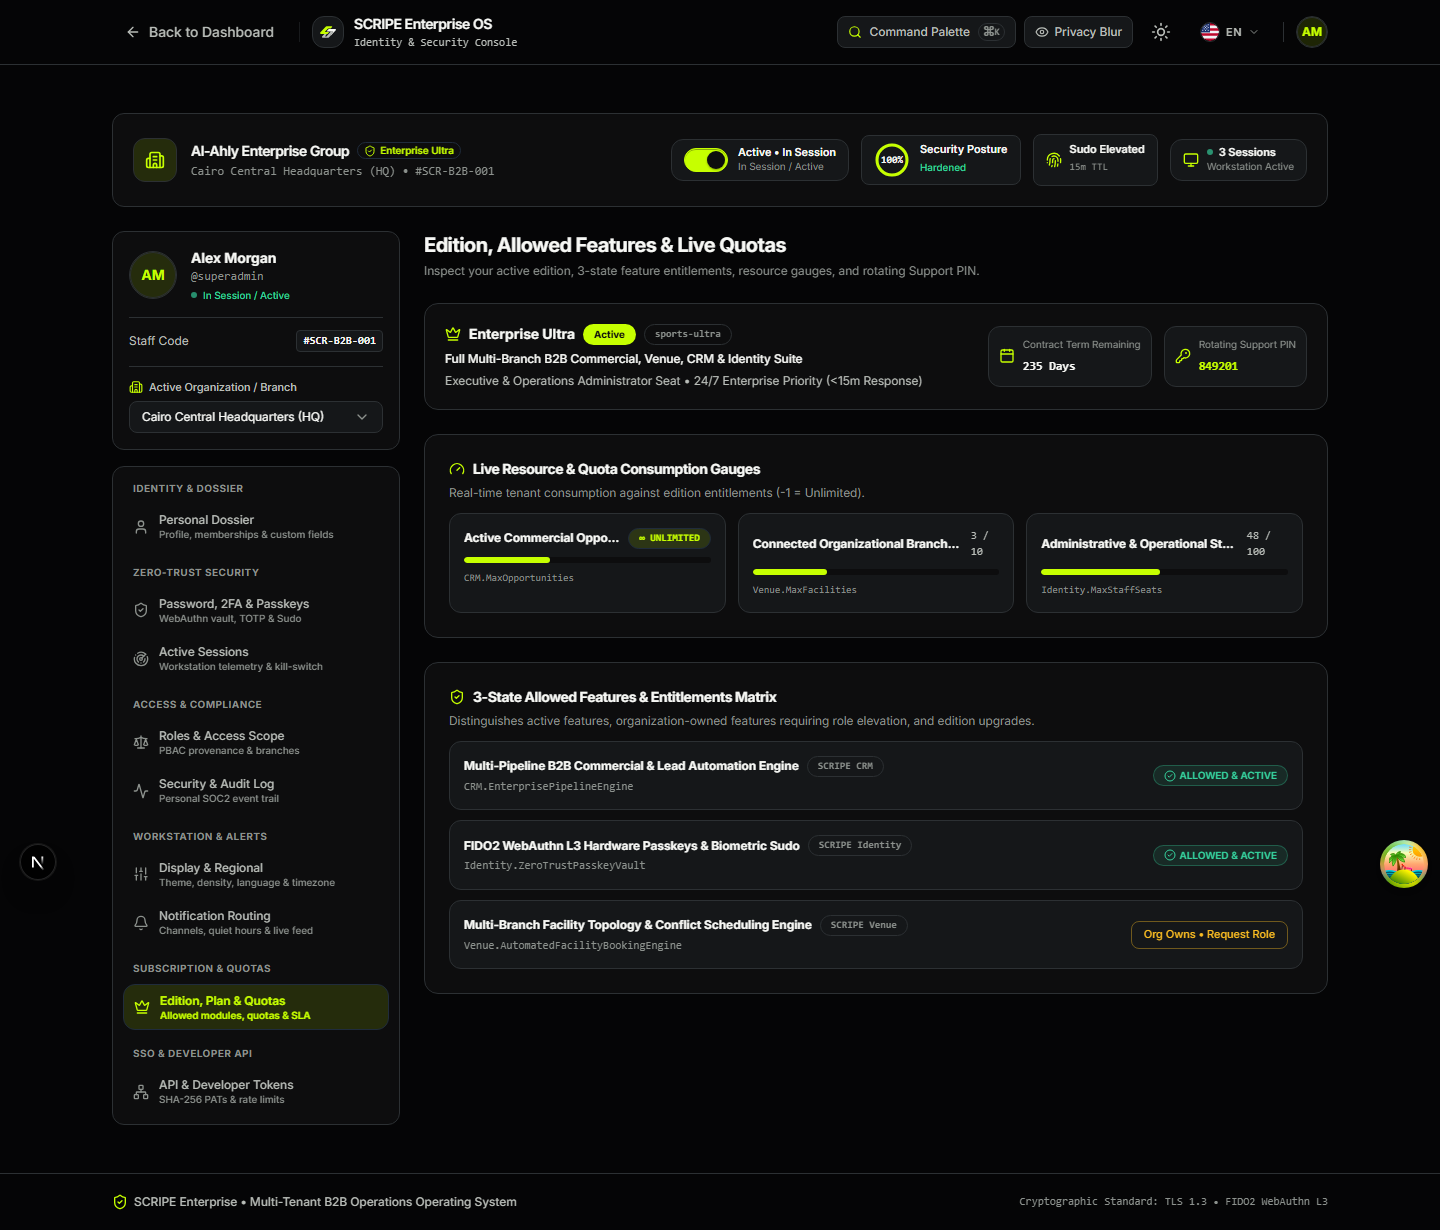 Back to Dashboard
SCRIPE Enterprise OS
Identity & Security Console
Command Palette ⌘K
Privacy Blur
EN
AM
Al-Ahly Enterprise Group
Enterprise Ultra
Cairo Central Headquarters (HQ) • #SCR-B2B-001
Active • In Session
In Session / Active
100%
Security Posture
Hardened
Sudo Elevated
15m TTL
3 Sessions
Workstation Active
AM
Alex Morgan
@superadmin
In Session / Active
Staff Code
#SCR-B2B-001
Active Organization / Branch
Cairo Central Headquarters (HQ)
IDENTITY & DOSSIER
Personal Dossier
Profile, memberships & custom fields
ZERO-TRUST SECURITY
Password, 2FA & Passkeys
WebAuthn vault, TOTP & Sudo
Active Sessions
Workstation telemetry & kill-switch
ACCESS & COMPLIANCE
Roles & Access Scope
PBAC provenance & branches
Security & Audit Log
Personal SOC2 event trail
WORKSTATION & ALERTS
Display & Regional
Theme, density, language & timezone
Notification Routing
Channels, quiet hours & live feed
SUBSCRIPTION & QUOTAS
Edition, Plan & Quotas
Allowed modules, quotas & SLA
SSO & DEVELOPER API
API & Developer Tokens
SHA-256 PATs & rate limits
Edition, Allowed Features & Live Quotas
Inspect your active edition, 3-state feature entitlements, resource gauges, and rotating Support PIN.
Enterprise Ultra
Active
sports-ultra
Full Multi-Branch B2B Commercial, Venue, CRM & Identity Suite
Executive & Operations Administrator Seat • 24/7 Enterprise Priority (<15m Response)
Contract Term Remaining
235 Days
Rotating Support PIN
849201
Live Resource & Quota Consumption Gauges
Real-time tenant consumption against edition entitlements (-1 = Unlimited).
Active Commercial Oppo...
∞ UNLIMITED
CRM.MaxOpportunities
Connected Organizational Branch...
3 /
10
Venue.MaxFacilities
Administrative & Operational St...
48 /
100
Identity.MaxStaffSeats
3-State Allowed Features & Entitlements Matrix
Distinguishes active features, organization-owned features requiring role elevation, and edition upgrades.
Multi-Pipeline B2B Commercial & Lead Automation Engine
SCRIPE CRM
CRM.EnterprisePipelineEngine
ALLOWED & ACTIVE
FIDO2 WebAuthn L3 Hardware Passkeys & Biometric Sudo
SCRIPE Identity
Identity.ZeroTrustPasskeyVault
ALLOWED & ACTIVE
Multi-Branch Facility Topology & Conflict Scheduling Engine
SCRIPE Venue
Venue.AutomatedFacilityBookingEngine
Org Owns • Request Role
N
SCRIPE Enterprise • Multi-Tenant B2B Operations Operating System
Cryptographic Standard: TLS 1.3 • FIDO2 WebAuthn L3